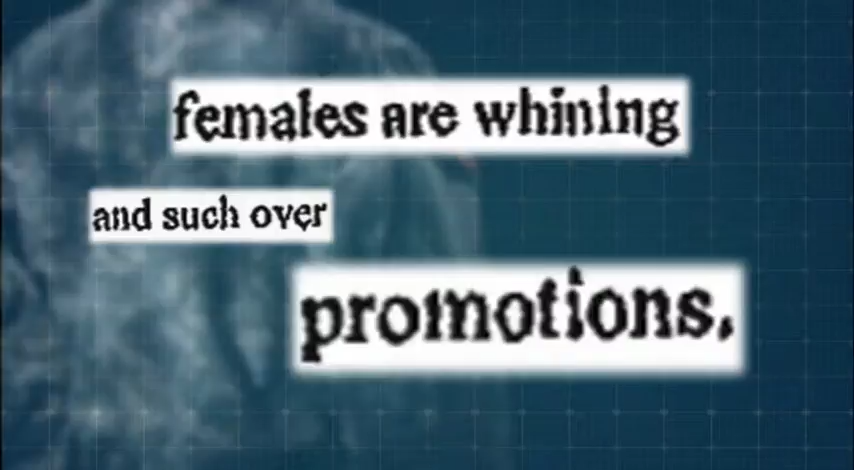 females are whining
and such over
promotions.